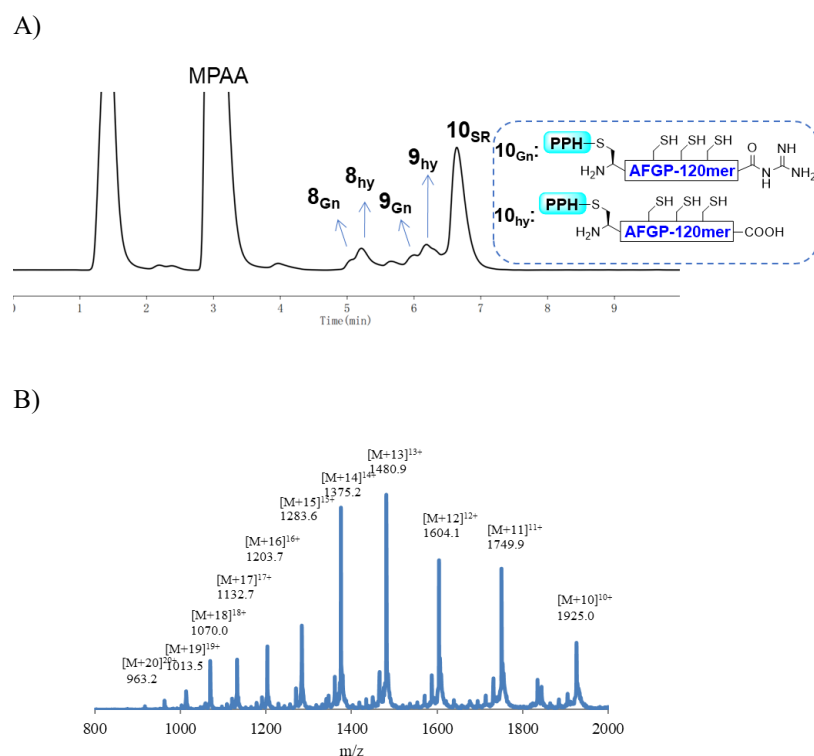 A)
MPAA
8Gn
8hy
9Gn
9hy
10SR
10Gn:
PPH
S
SH SH SH
O
NH
H2N
AFGP-120mer
N
H
NH2
10hy:
PPH
S
SH SH SH
H2N
AFGP-120mer
COOH
0 1 2 3 4 5 6 7 8 9
Time(min)
B)
[M+13]13+
1480.9
[M+14]14+
1375.2
[M+15]15+
1283.6
[M+12]12+
1604.1
[M+11]11+
1749.9
[M+16]16+
1203.7
[M+17]17+
1132.7
[M+10]10+
1925.0
[M+18]18+
1070.0
[M+19]19+
1013.5
[M+20]20+
963.2
800 1000 1200 1400 1600 1800 2000
m/z